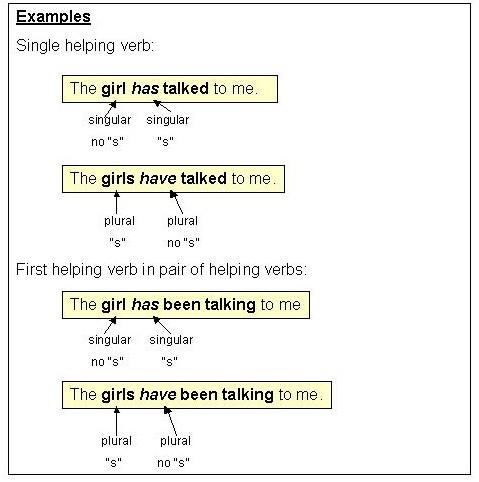 Examples
Single helping verb:
The girl has talked to me.
singular singular
no "s" "s"
The girls have talked to me.
plural plural
"s" no "s"
First helping verb in pair of helping verbs:
The girl has been talking to me
singular singular
no "s" "s"
The girls have been talking to me.
plural plural
"s" no "s"